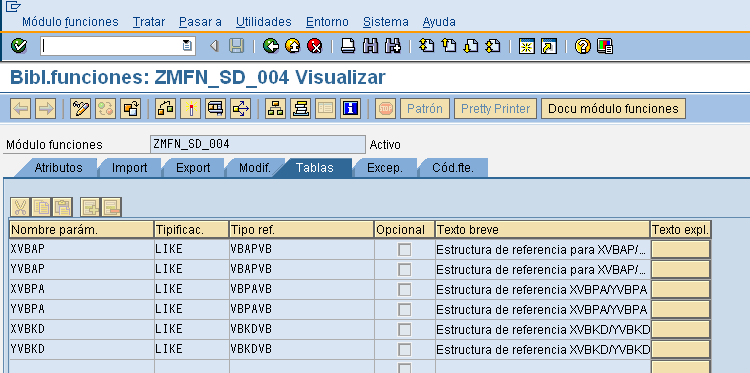 Módulo funciones Tratar Pasar a Utilidades Entorno Sistema Ayuda
Bibl.funciones: ZMFN_SD_004 Visualizar
Patrón Pretty Printer Docu módulo funciones
Módulo funciones ZMFN_SD_004 Activo
Atributos Import Export Modif. Tablas Excep. Cód.fte.
Nombre parám. Tipificac. Tipo ref. Opcional Texto breve Texto expl.
XVBAP LIKE VBAPVB Estructura de referencia para XVBAP/...
YVBAP LIKE VBAPVB Estructura de referencia para XVBAP/...
XVBPA LIKE VBPAVB Estructura de referencia XVBPA/YVBPA
YVBPA LIKE VBPAVB Estructura de referencia XVBPA/YVBPA
XVBKD LIKE VBKDVB Estructura de referencia XVBKD/YVBKD
YVBKD LIKE VBKDVB Estructura de referencia XVBKD/YVBKD